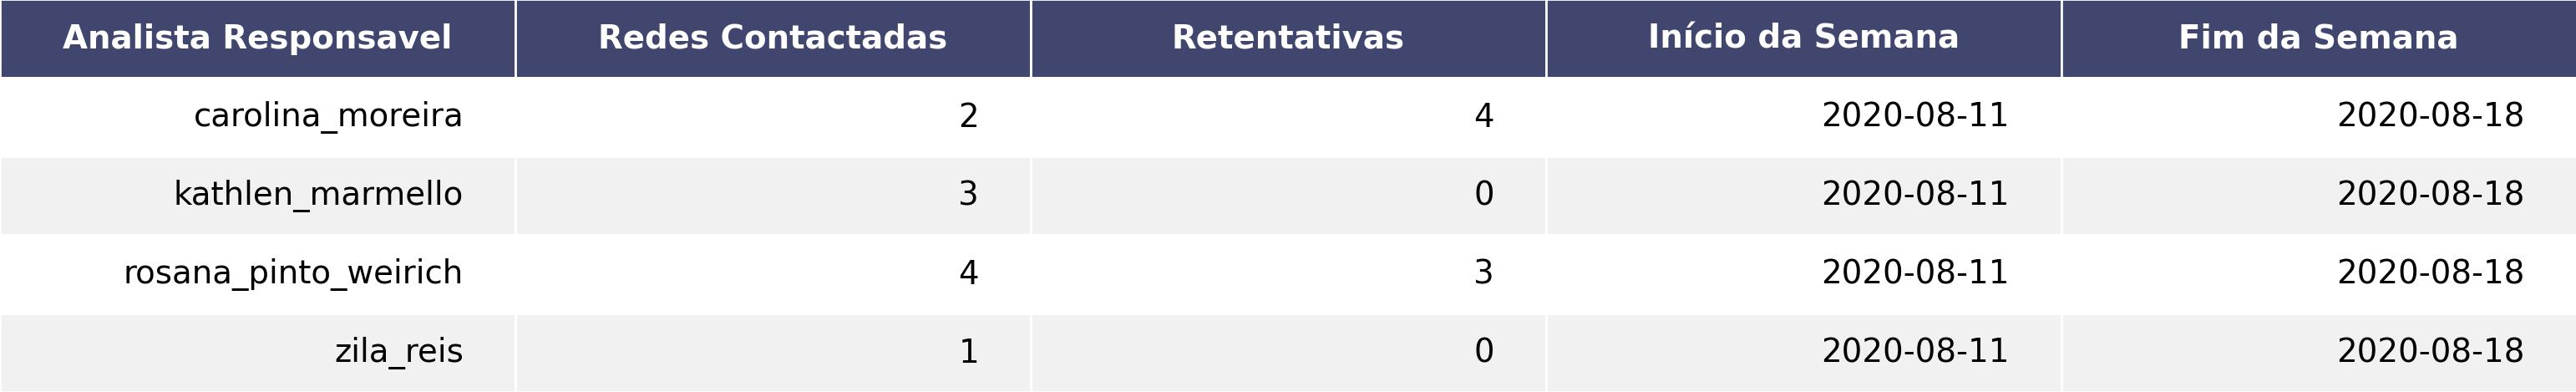 Analista Responsavel Redes Contactadas Retentativas Início da Semana Fim da Semana
carolina_moreira 2 4 2020-08-11 2020-08-18
kathlen_marmello 3 0 2020-08-11 2020-08-18
rosana_pinto_weirich 4 3 2020-08-11 2020-08-18
zila_reis 1 0 2020-08-11 2020-08-18